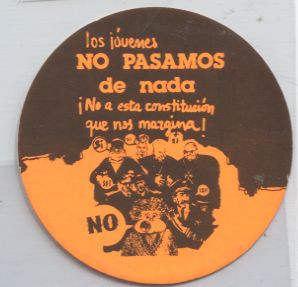 los jóvenes
NO PASAMOS
de nada
¡No a esta constitución
que nos margina!
NO